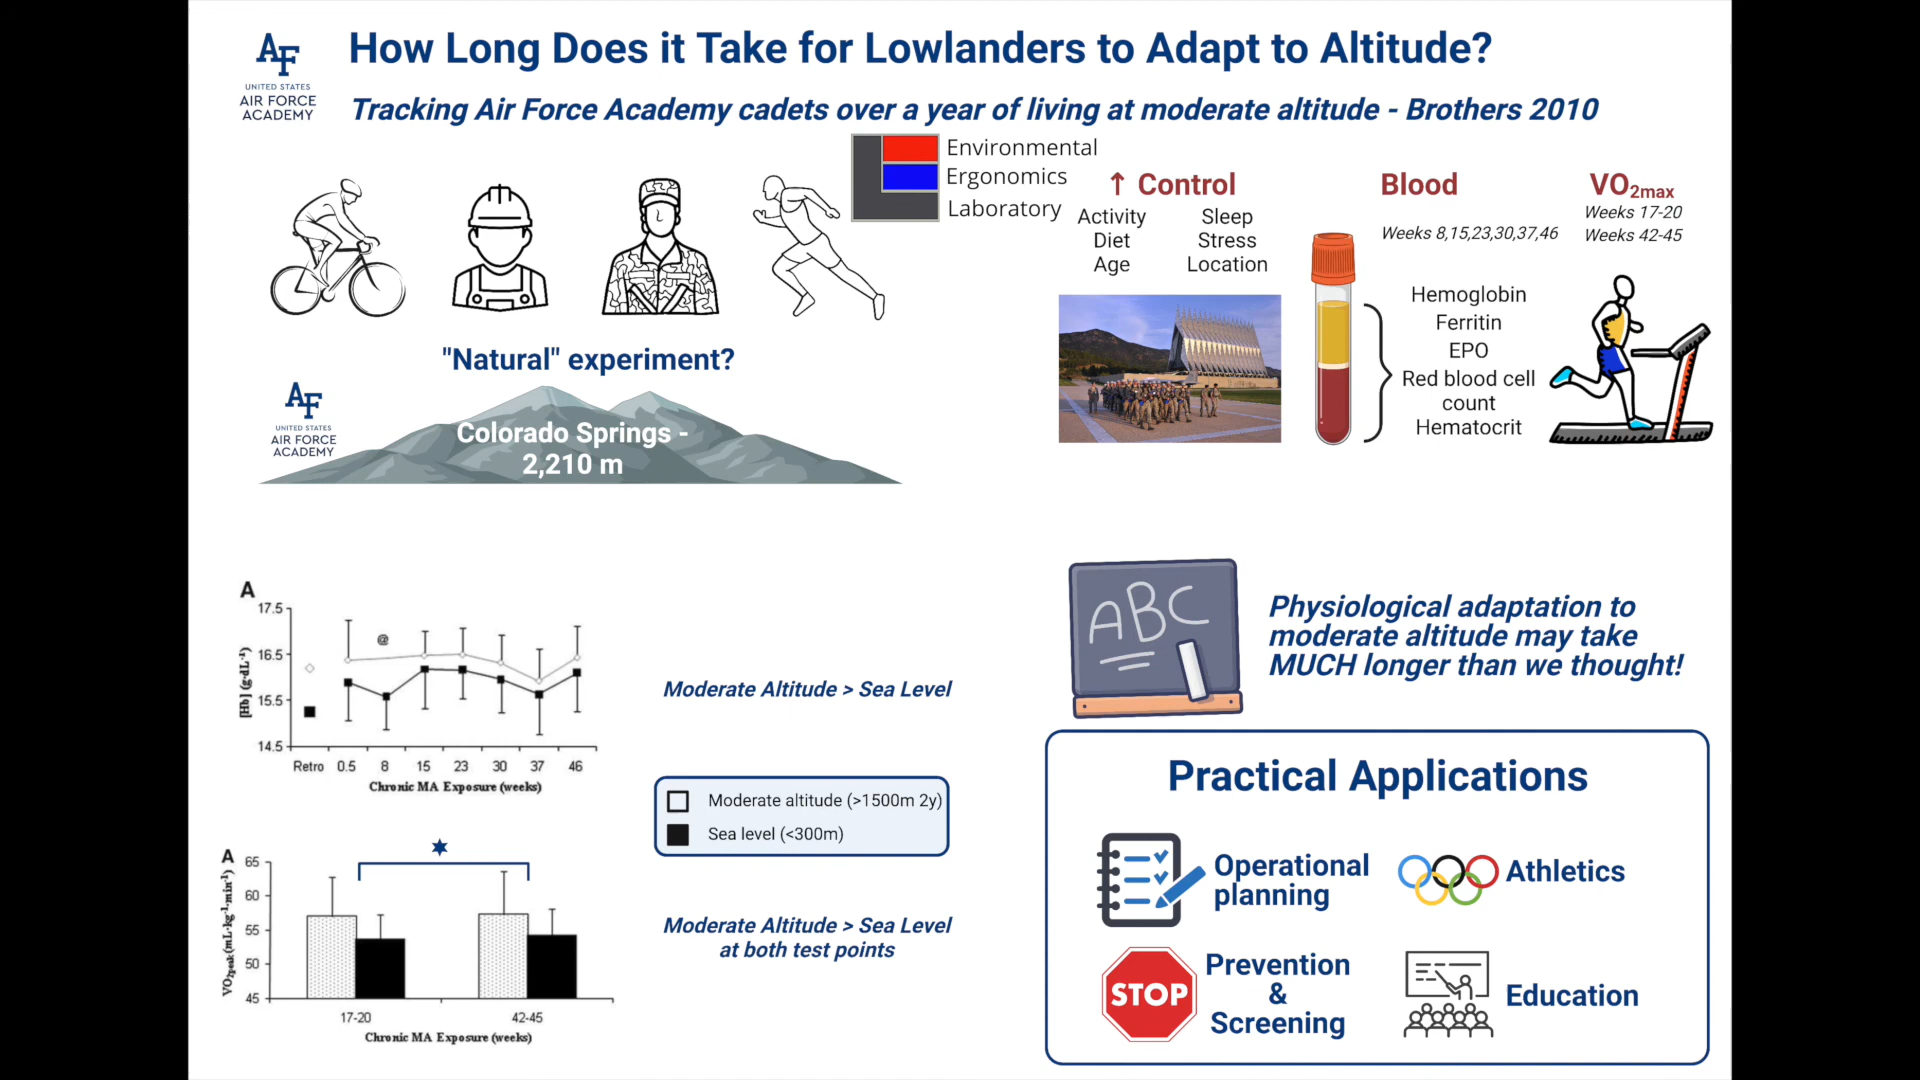 AF
UNITED STATES
AIR FORCE
ACADEMY
How Long Does it Take for Lowlanders to Adapt to Altitude?
Tracking Air Force Academy cadets over a year of living at moderate altitude - Brothers 2010
Environmental
Ergonomics
Laboratory
"Natural" experiment?
AF
UNITED STATES
AIR FORCE
ACADEMY
Colorado Springs -
2,210 m
↑ Control
Activity
Diet
Age
Sleep
Stress
Location
Blood
Weeks 8,15,23,30,37,46
Hemoglobin
Ferritin
EPO
Red blood cell
count
Hematocrit
VO2max
Weeks 17-20
Weeks 42-45
A
[Hb] (g·dL-1)
17.5
16.5
15.5
14.5
@
Retro 0.5 8 15 23 30 37 46
Chronic MA Exposure (weeks)
Moderate Altitude > Sea Level
Moderate altitude (>1500m 2y)
Sea level (<300m)
A
VO2peak (mL·kg-1·min-1)
65
60
55
50
45
17-20 42-45
Chronic MA Exposure (weeks)
Moderate Altitude > Sea Level
at both test points
ABC
Physiological adaptation to
moderate altitude may take
MUCH longer than we thought!
Practical Applications
Operational
planning
Athletics
STOP
Prevention
&
Screening
Education